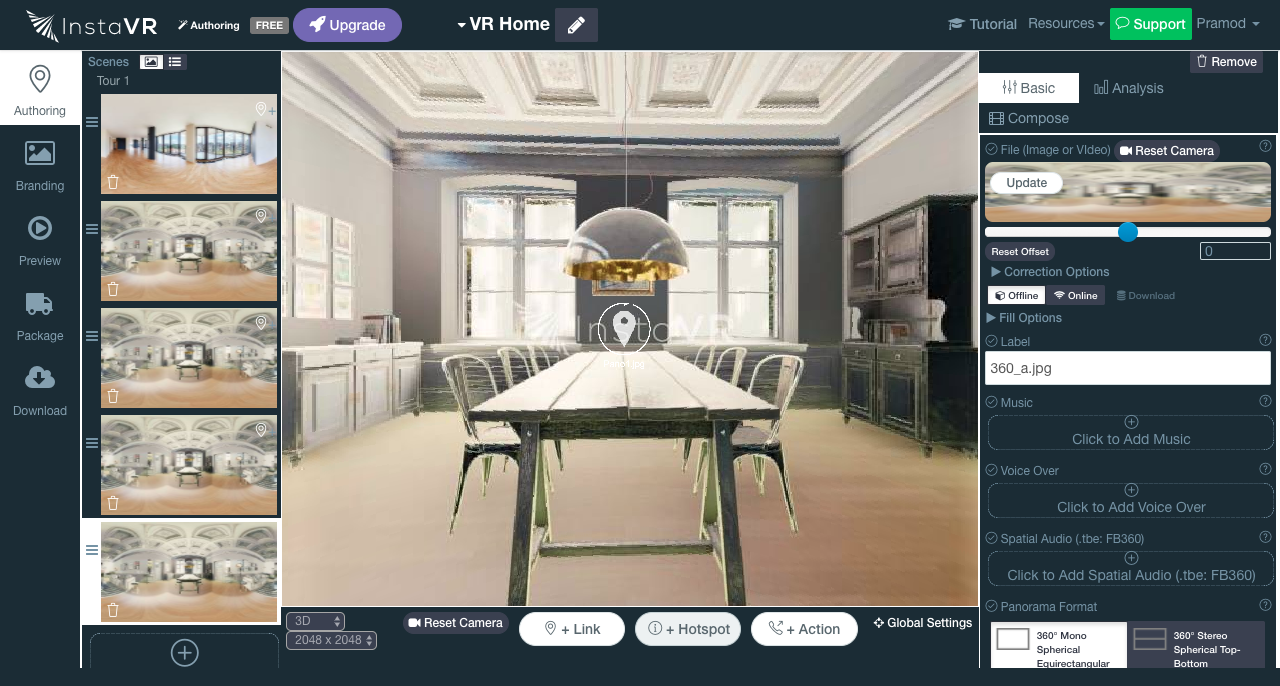 InstaVR
Authoring
FREE
Upgrade
VR Home
Tutorial
Resources
Support
Pramod
Authoring
Branding
Preview
Package
Download
Scenes
Tour 1
InstaVR
3D
2048 x 2048
Reset Camera
+ Link
+ Hotspot
+ Action
Global Settings
Remove
Basic
Analysis
Compose
File (Image or VIdeo)
Reset Camera
Update
Reset Offset
0
Correction Options
Offline
Online
Download
Fill Options
Label
360_a.jpg
Music
Click to Add Music
Voice Over
Click to Add Voice Over
Spatial Audio (.tbe: FB360)
Click to Add Spatial Audio (.tbe: FB360)
Panorama Format
360° Mono
Spherical
Equirectangular
360° Stereo
Spherical Top-
Bottom